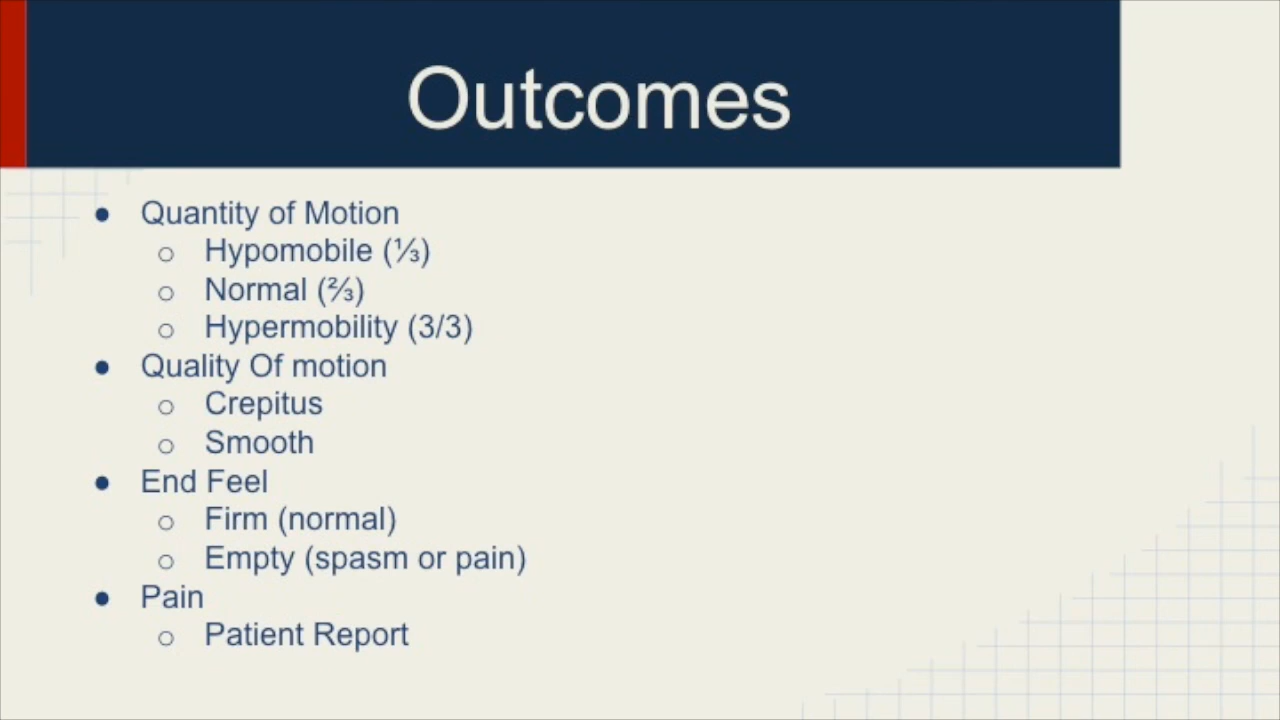 Outcomes
● Quantity of Motion
○ Hypomobile (⅓)
○ Normal (⅔)
○ Hypermobility (3/3)
● Quality Of motion
○ Crepitus
○ Smooth
● End Feel
○ Firm (normal)
○ Empty (spasm or pain)
● Pain
○ Patient Report